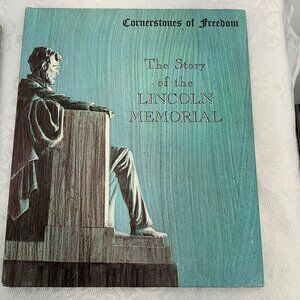 Cornerstones of Freedom
The Story
of the
LINCOLN
MEMORIAL